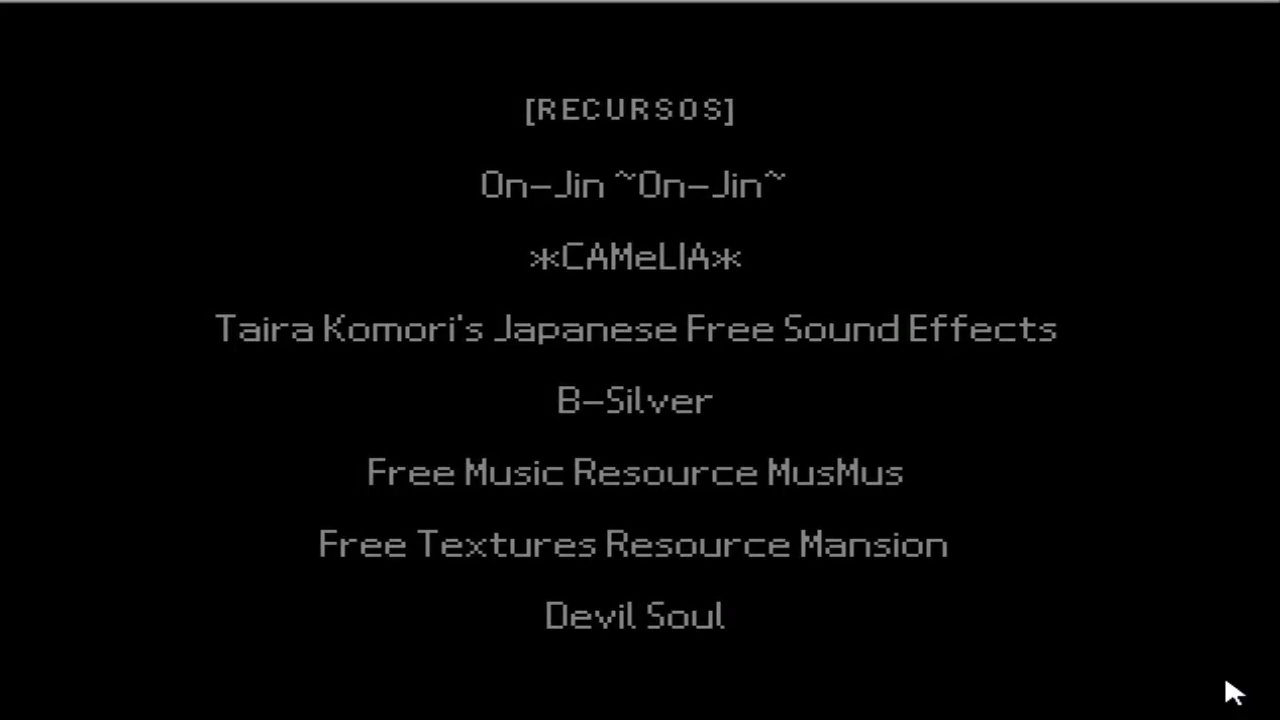 [RECURSOS]
On-Jin ~On-Jin~
*CAMeLIA*
Taira Komori's Japanese Free Sound Effects
B-Silver
Free Music Resource MusMus
Free Textures Resource Mansion
Devil Soul